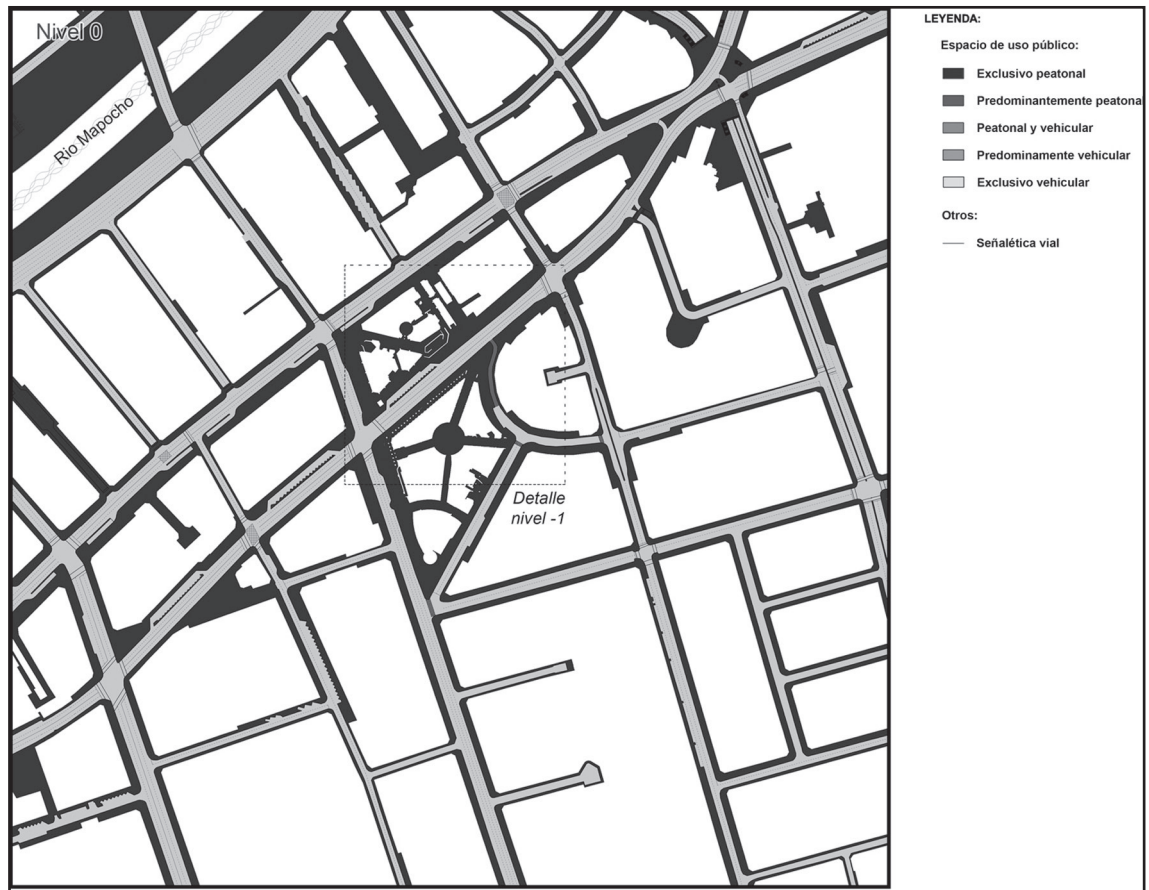 Nivel 0
Rio Mapocho
Detalle
nivel -1
LEYENDA:
Espacio de uso público:
Exclusivo peatonal
Predominantemente peatona
Peatonal y vehicular
Predominamente vehicular
Exclusivo vehicular
Otros:
Señalética vial